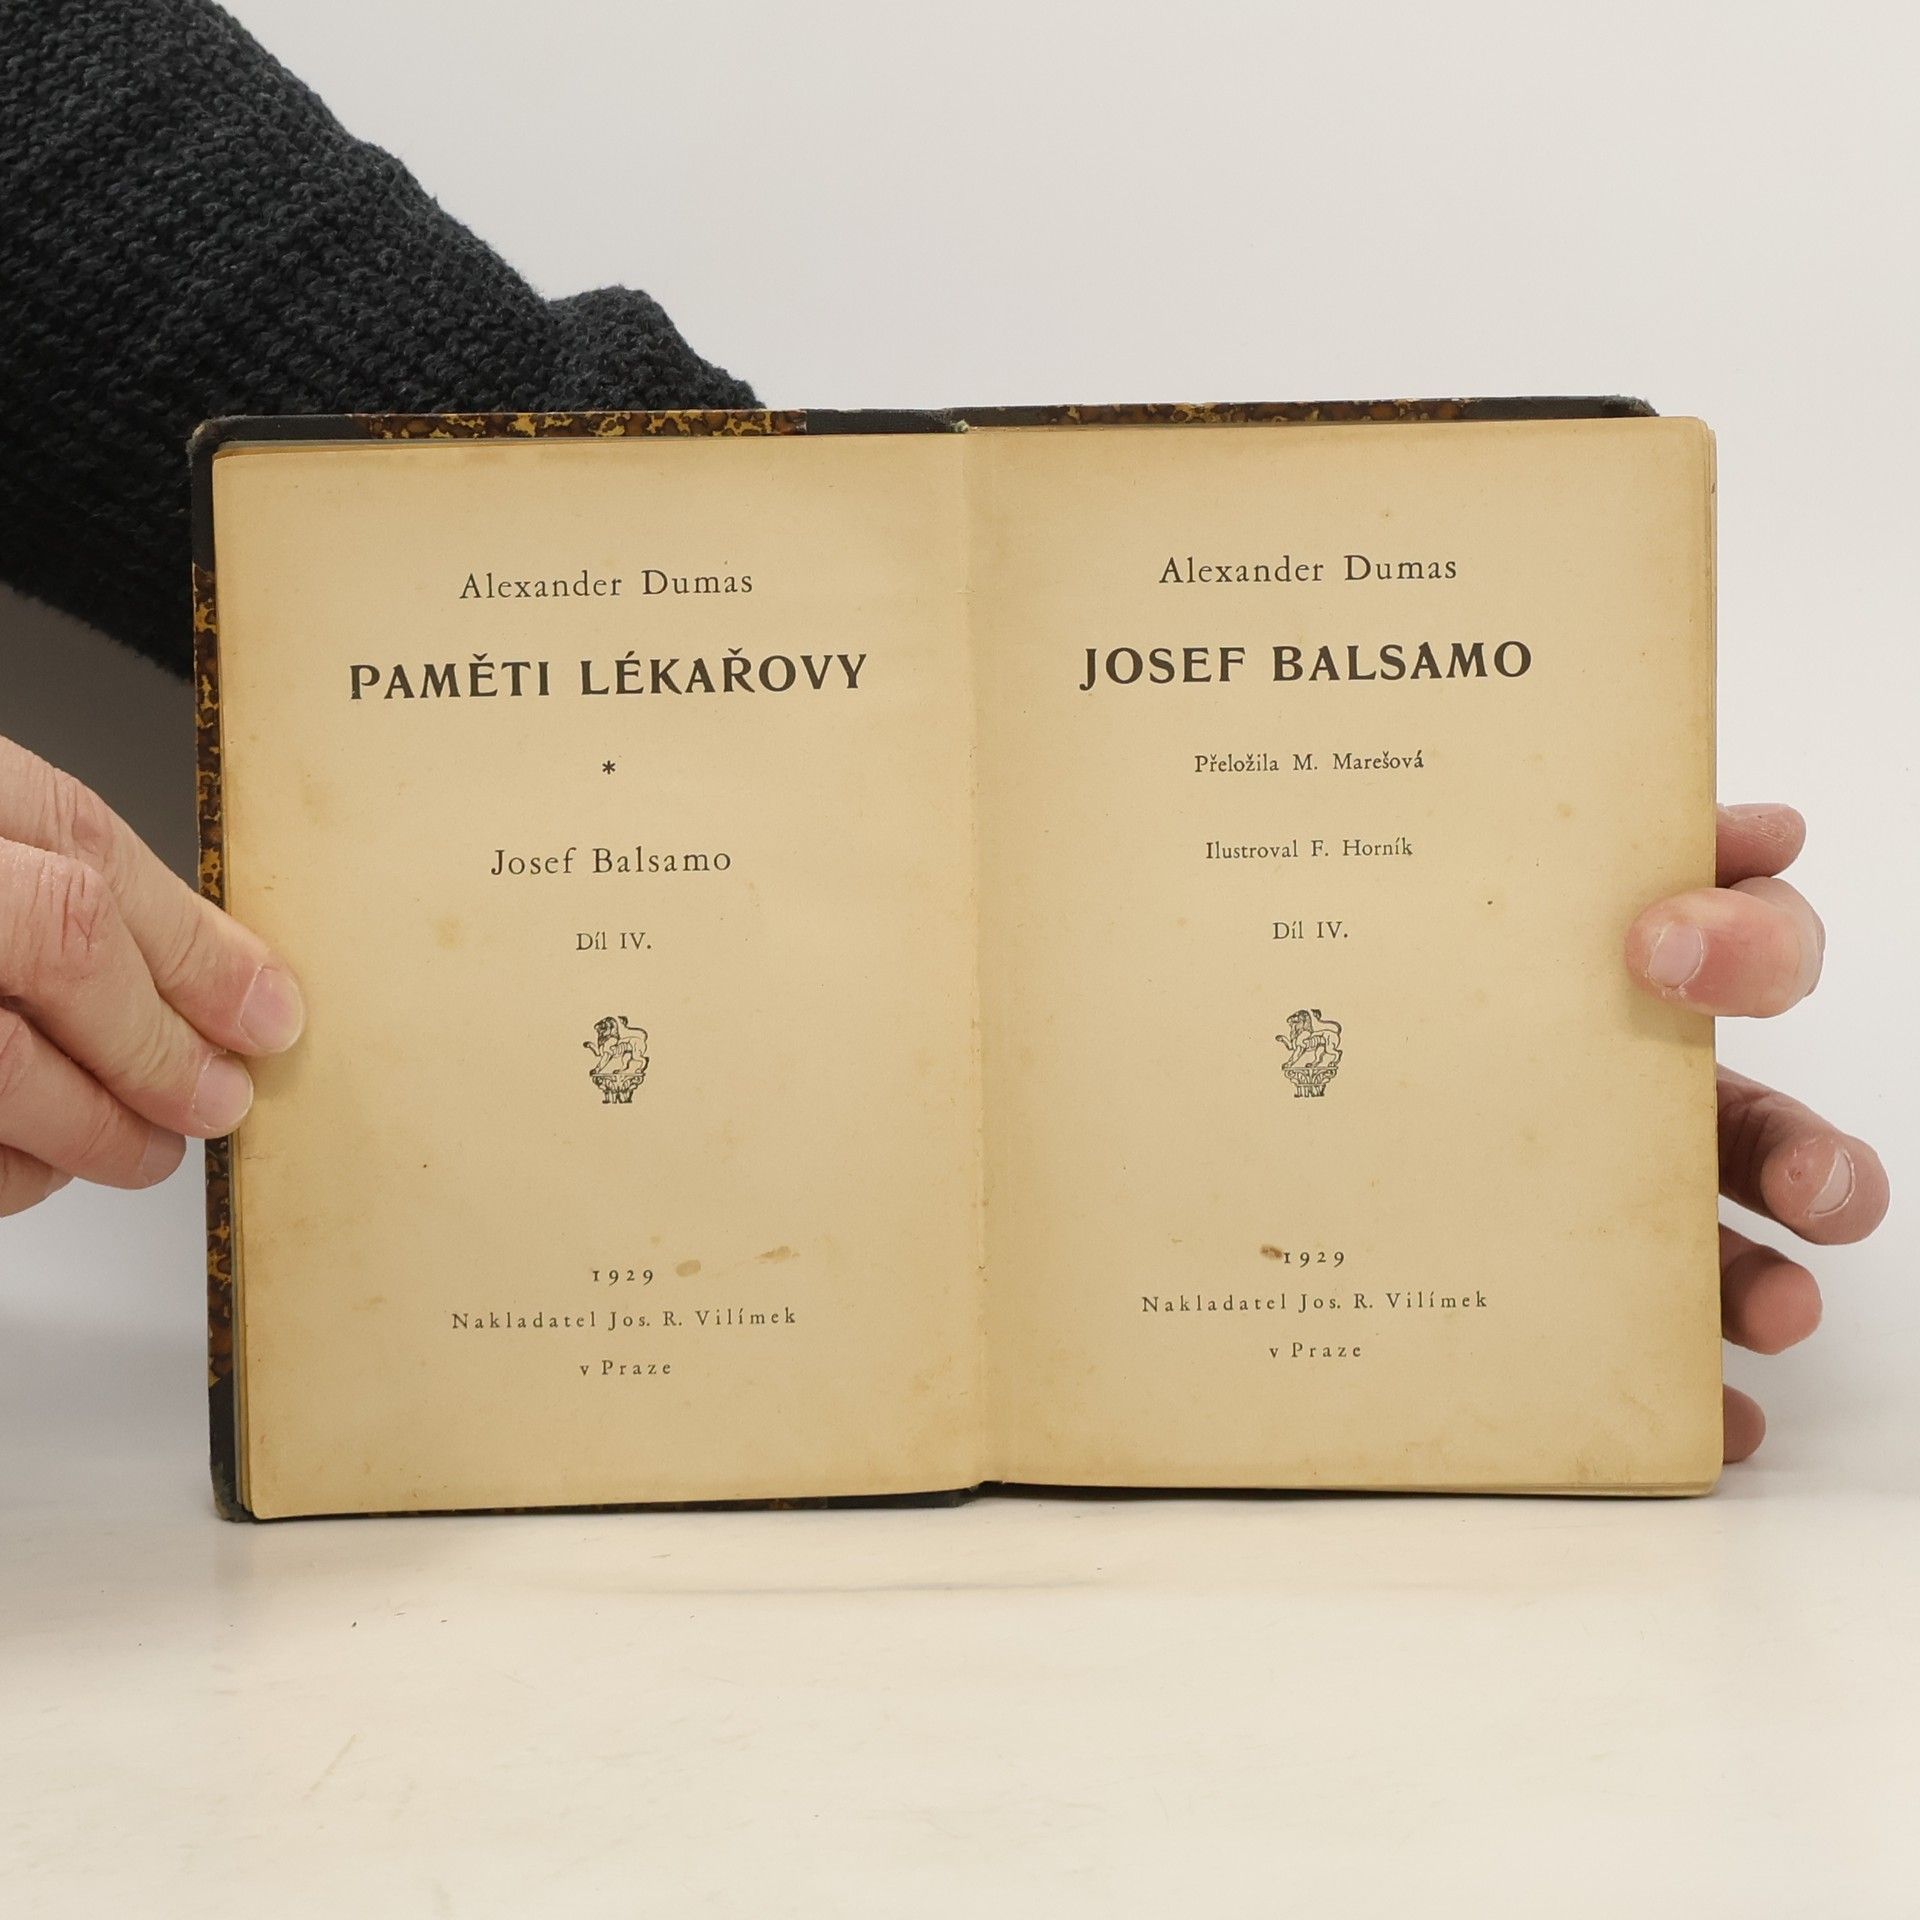 Alexander Dumas
PAMĚTI LÉKAŘOVY
*
Josef Balsamo
Díl IV.
1929
Nakladatel Jos. R. Vilímek
v Praze
Alexander Dumas
JOSEF BALSAMO
Přeložila M. Marešová
Ilustroval F. Horník
Díl IV.
1929
Nakladatel Jos. R. Vilímek
v Praze